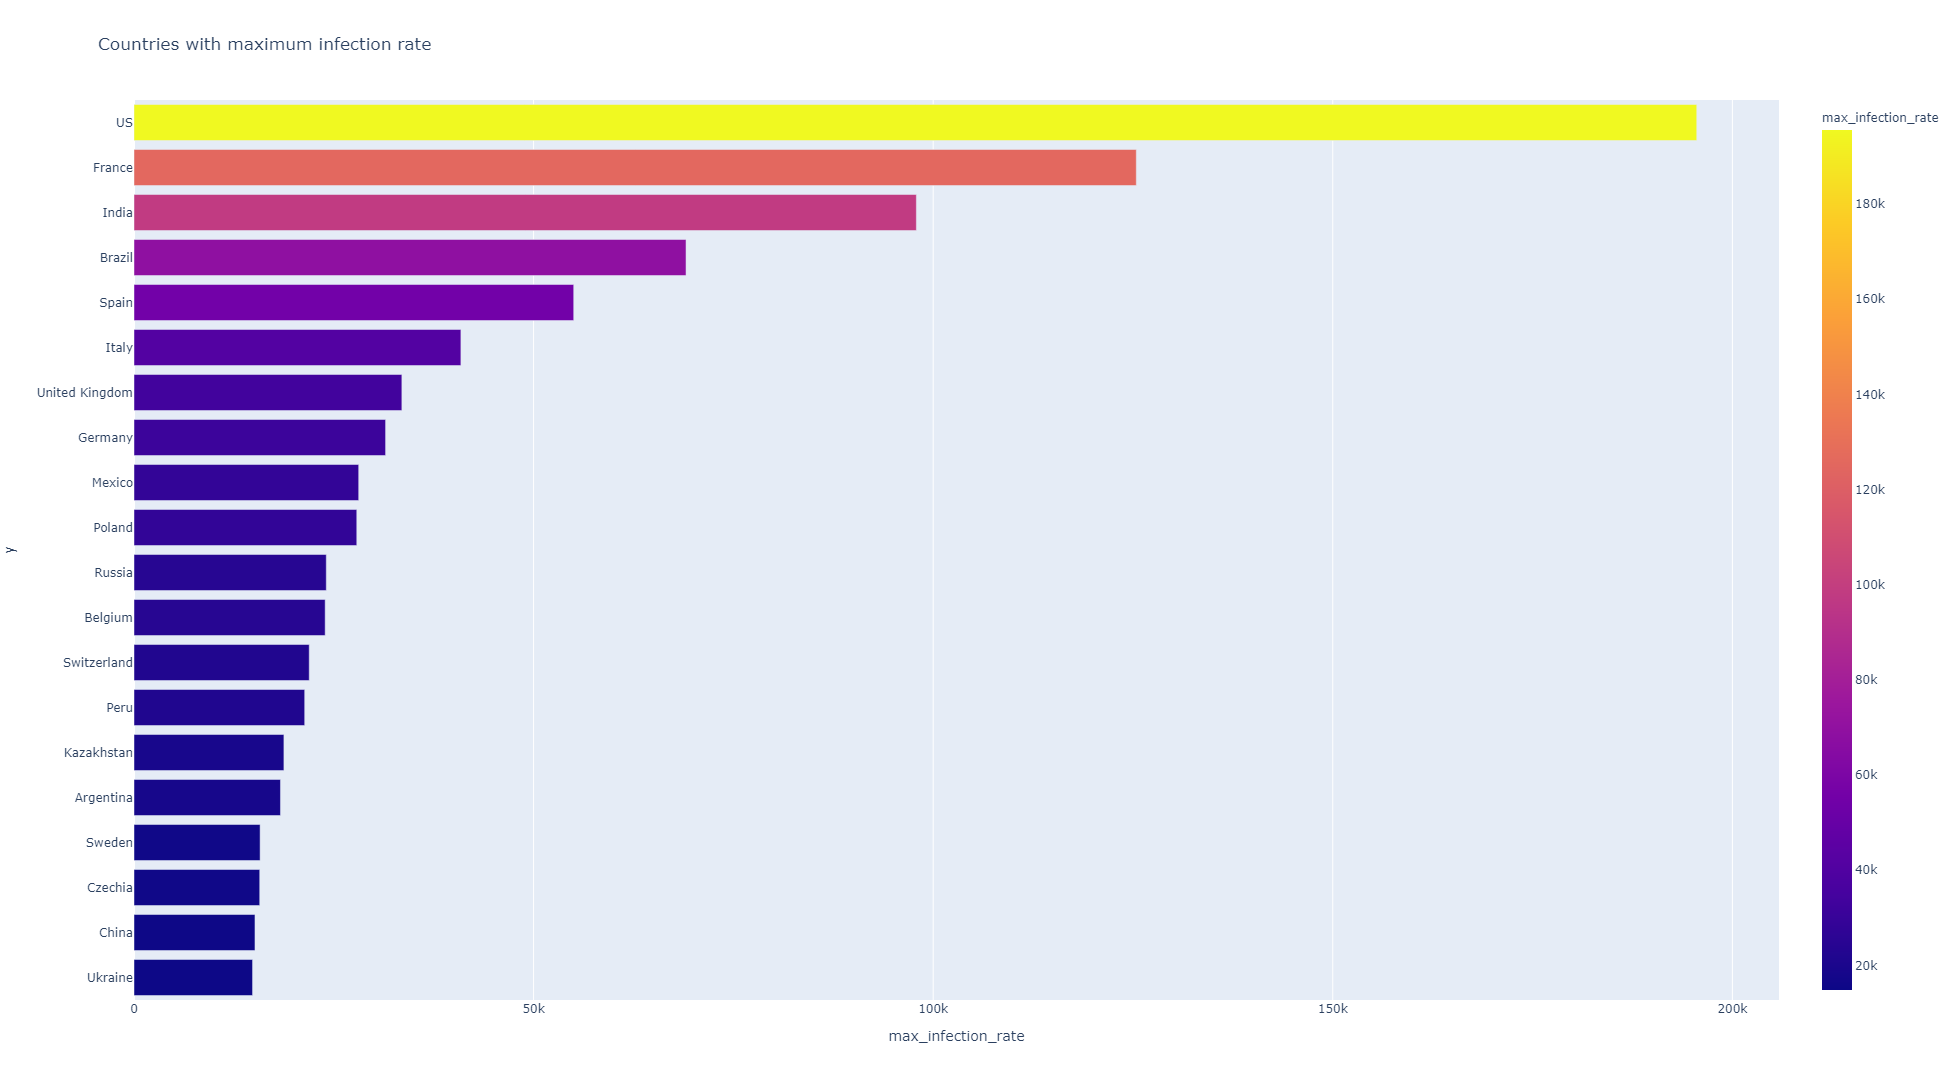 Countries with maximum infection rate
US
France
India
Brazil
Spain
Italy
United Kingdom
Germany
Mexico
Poland
Russia
Belgium
Switzerland
Peru
Kazakhstan
Argentina
Sweden
Czechia
China
Ukraine
y
0 50k 100k 150k 200k
max_infection_rate
max_infection_rate
180k
160k
140k
120k
100k
80k
60k
40k
20k